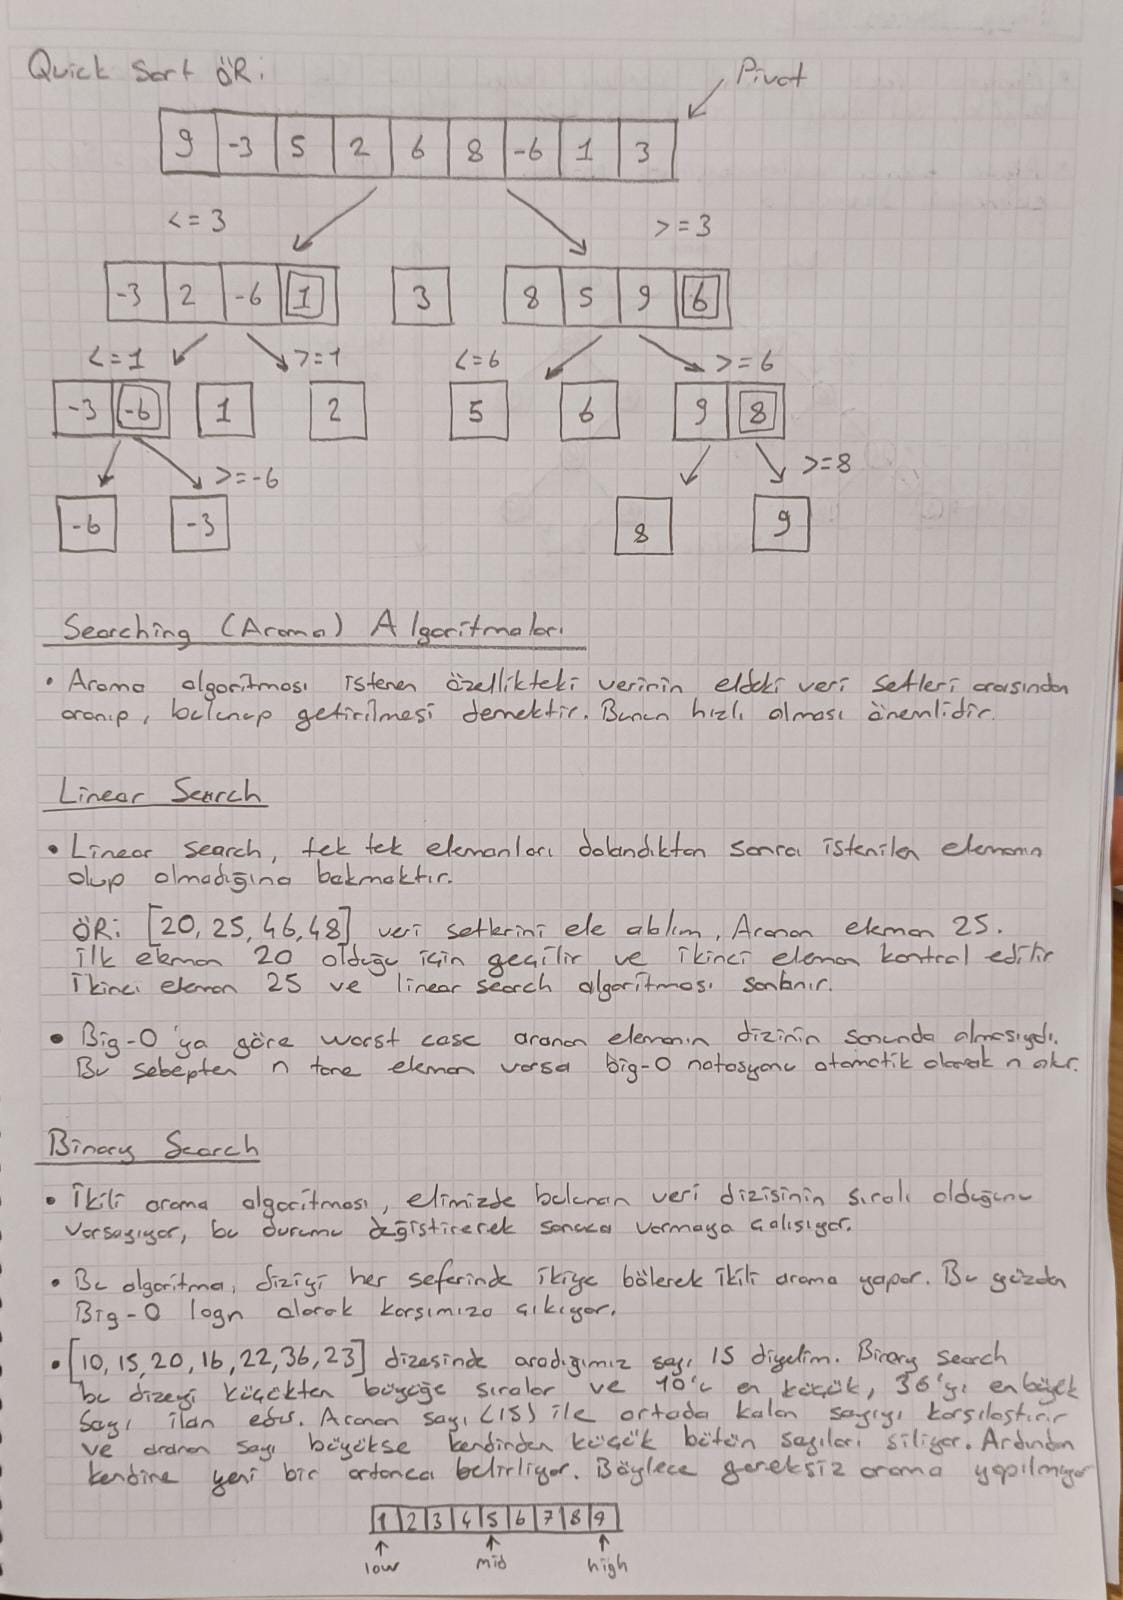 Quick Sort ÖR:
Pivot
9 -3 5 2 6 8 -6 1 3
<= 3 >= 3
-3 2 -6 1 3 8 5 9 6
<=1 >=1 <=6 >=6
-3 -6 1 2 5 6 9 8
>=-6 >=8
-6 -3 8 9
Searching (Arama) Algoritmaları
• Arama algoritması istenen özellikteki verinin eldeki veri setleri arasından
aranıp, bulunup getirilmesi demektir. Bunun hızlı olması önemlidir.
Linear Search
• Linear search, tek tek elemanları dolandıktan sonra istenilen elemanın
olup olmadığına bakmaktır.
ÖR: [20, 25, 46, 48] veri setlerini ele alalım, Aranan eleman 25.
ilk eleman 20 olduğu için geçilir ve ikinci eleman kontrol edilir
İkinci eleman 25 ve linear search algoritması sonlanır.
• Big-O'ya göre worst case aranan elemanın dizinin sonunda olmasıydı.
Bu sebepten n tane eleman varsa big-O notasyonu otomatik olarak n olur.
Binary Search
• İkili arama algoritması, elimizde bulunan veri dizisinin sıralı olduğunu
varsayıyor, bu durumu değiştirerek sonuca varmaya çalışıyor.
• Bu algoritma, diziyi her seferinde ikiye bölerek ikili arama yapar. Bu yüzden
Big-O logn olarak karşımıza çıkıyor.
• [10, 15, 20, 16, 22, 36, 23] dizesinde aradığımız sayı 15 diyelim. Binary search
bu dizeyi küçükten büyüğe sıralar ve 10'u en küçük, 36'yı en büyük
sayı ilan eder. Aranan sayı (15) ile ortada kalan sayıyı karşılaştırır
ve aranan sayı büyükse kendinden küçük bütün sayıları siliyor. Ardından
kendine yeni bir ortanca belirliyor. Böylece gereksiz arama yapılmıyor
1 2 3 4 5 6 7 8 9
low mid high